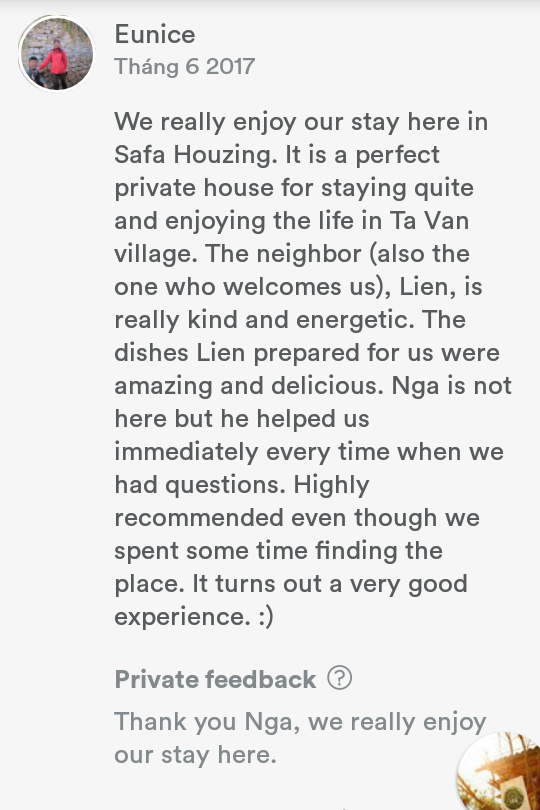 Eunice
Tháng 6 2017
We really enjoy our stay here in
Safa Houzing. It is a perfect
private house for staying quite
and enjoying the life in Ta Van
village. The neighbor (also the
one who welcomes us), Lien, is
really kind and energetic. The
dishes Lien prepared for us were
amazing and delicious. Nga is not
here but he helped us
immediately every time when we
had questions. Highly
recommended even though we
spent some time finding the
place. It turns out a very good
experience. :)
Private feedback ?
Thank you Nga, we really enjoy
our stay here.